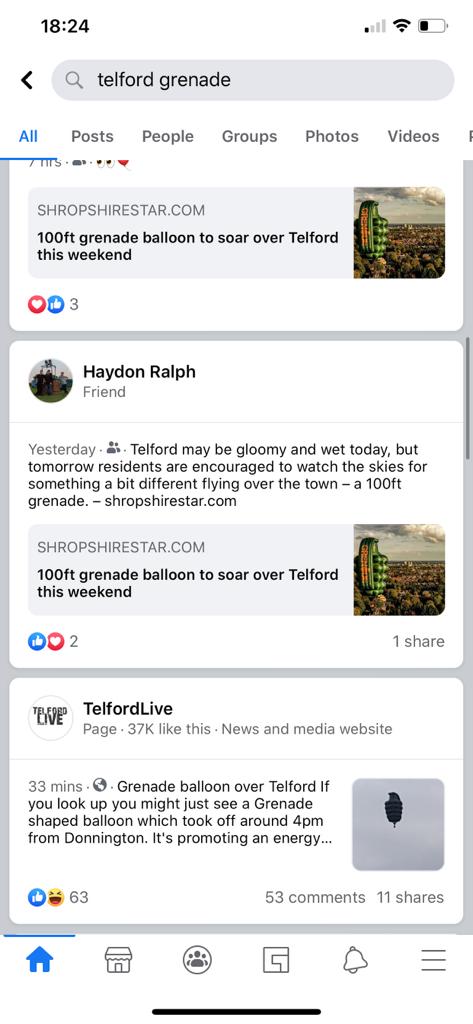 18:24
telford grenade
All Posts People Groups Photos Videos
7 hrs
SHROPSHIRESTAR.COM
100ft grenade balloon to soar over Telford
this weekend
3
Haydon Ralph
Friend
Yesterday · Telford may be gloomy and wet today, but
tomorrow residents are encouraged to watch the skies for
something a bit different flying over the town – a 100ft
grenade. – shropshirestar.com
SHROPSHIRESTAR.COM
100ft grenade balloon to soar over Telford
this weekend
2 1 share
TELFORD
LIVE
TelfordLive
Page · 37K like this · News and media website
33 mins · Grenade balloon over Telford If
you look up you might just see a Grenade
shaped balloon which took off around 4pm
from Donnington. It's promoting an energy...
63 53 comments 11 shares